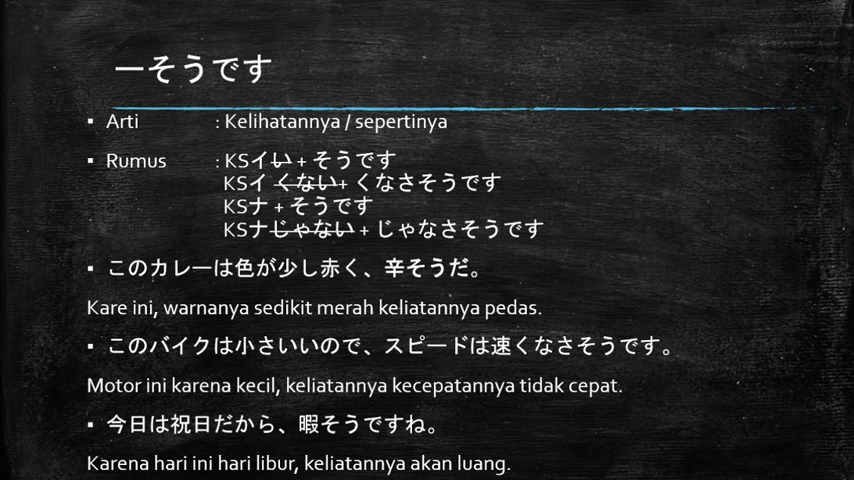 ーそうです
▪ Arti : Kelihatannya / sepertinya
▪ Rumus : KSイい + そうです
KSイ くない+ くなさそうです
KSナ + そうです
KSナじゃない + じゃなさそうです
▪ このカレーは色が少し赤く、辛そうだ。
Kare ini, warnanya sedikit merah keliatannya pedas.
▪ このバイクは小さいいので、スピードは速くなさそうです。
Motor ini karena kecil, keliatannya kecepatannya tidak cepat.
▪ 今日は祝日だから、暇そうですね。
Karena hari ini hari libur, keliatannya akan luang.